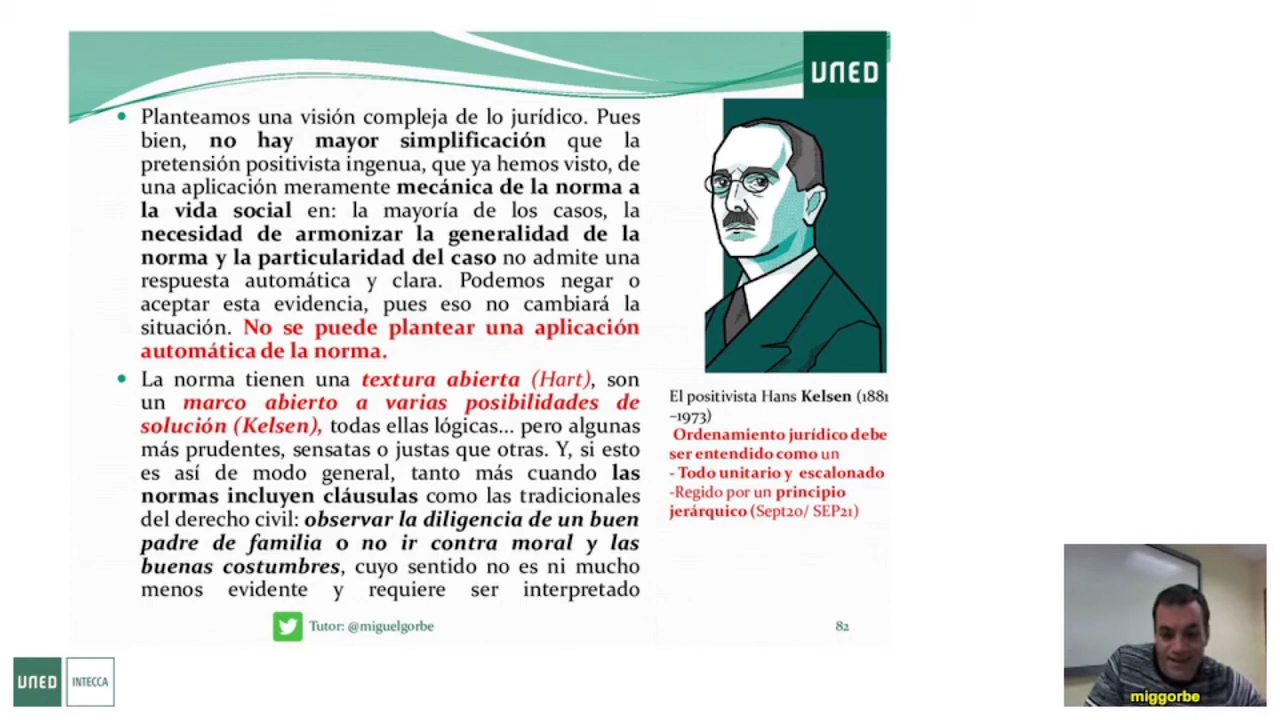 UNED
Planteamos una visión compleja de lo jurídico. Pues
bien, no hay mayor simplificación que la
pretensión positivista ingenua, que ya hemos visto, de
una aplicación meramente mecánica de la norma a
la vida social en: la mayoría de los casos, la
necesidad de armonizar la generalidad de la
norma y la particularidad del caso no admite una
respuesta automática y clara. Podemos negar o
aceptar esta evidencia, pues eso no cambiará la
situación. No se puede plantear una aplicación
automática de la norma.
La norma tienen una textura abierta (Hart), son
un marco abierto a varias posibilidades de
solución (Kelsen), todas ellas lógicas... pero algunas
más prudentes, sensatas o justas que otras. Y, si esto
es así de modo general, tanto más cuando las
normas incluyen cláusulas como las tradicionales
del derecho civil: observar la diligencia de un buen
padre de familia o no ir contra moral y las
buenas costumbres, cuyo sentido no es ni mucho
menos evidente y requiere ser interpretado
El positivista Hans Kelsen (1881
–1973)
Ordenamiento jurídico debe
ser entendido como un
- Todo unitario y escalonado
-Regido por un principio
jerárquico (Sept20/ SEP21)
Tutor: @miguelgorbe
82
UNED
INTECCA
miggorbe